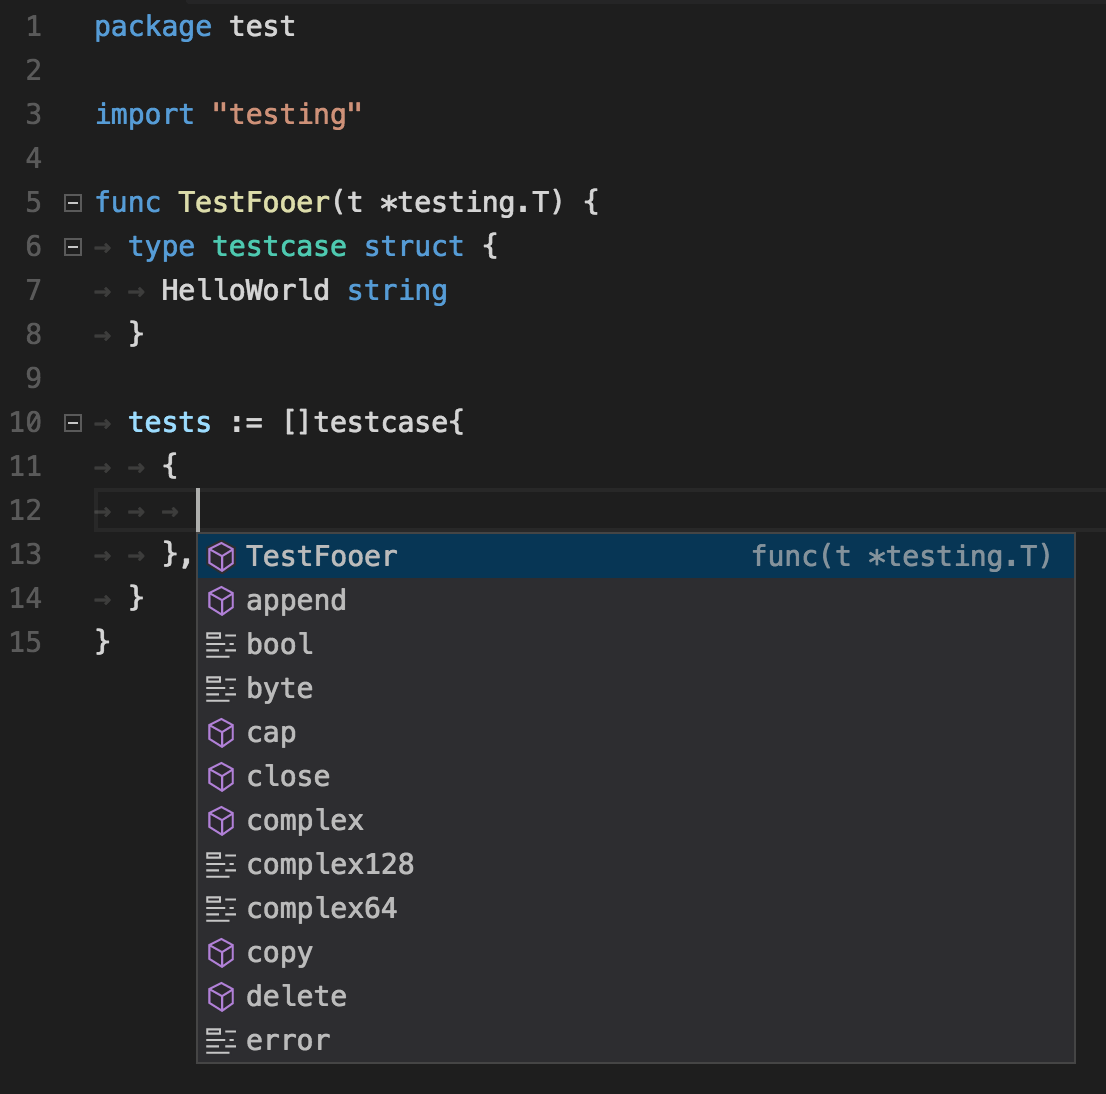 1 package test
2
3 import "testing"
4
5 func TestFooer(t *testing.T) {
6 type testcase struct {
7 HelloWorld string
8 }
9
10 tests := []testcase{
11 {
12
13 },
14 }
15 }
TestFooer func(t *testing.T)
append
bool
byte
cap
close
complex
complex128
complex64
copy
delete
error